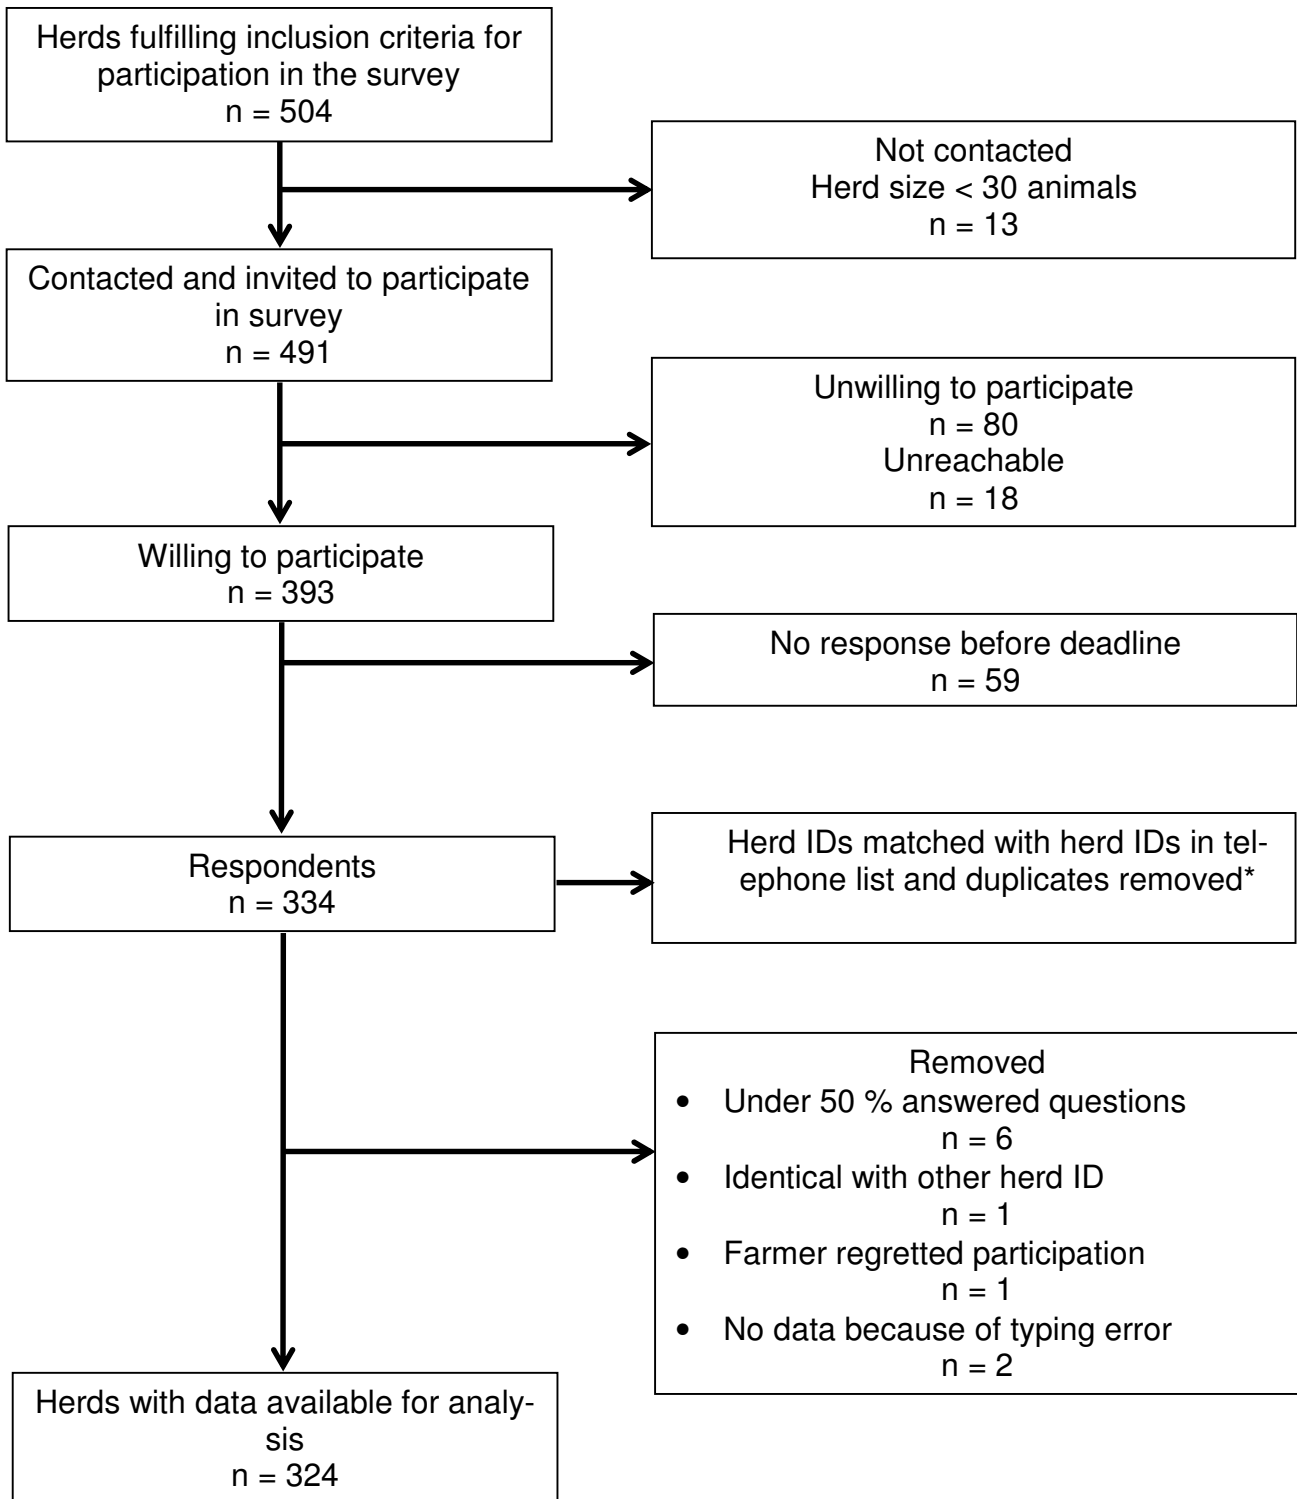 Herds fulfilling inclusion criteria for
participation in the survey
n = 504
Not contacted
Herd size < 30 animals
n = 13
Contacted and invited to participate
in survey
n = 491
Unwilling to participate
n = 80
Unreachable
n = 18
Willing to participate
n = 393
No response before deadline
n = 59
Respondents
n = 334
Herd IDs matched with herd IDs in tel-
ephone list and duplicates removed*
Removed
• Under 50 % answered questions
n = 6
• Identical with other herd ID
n = 1
• Farmer regretted participation
n = 1
• No data because of typing error
n = 2
Herds with data available for analy-
sis
n = 324